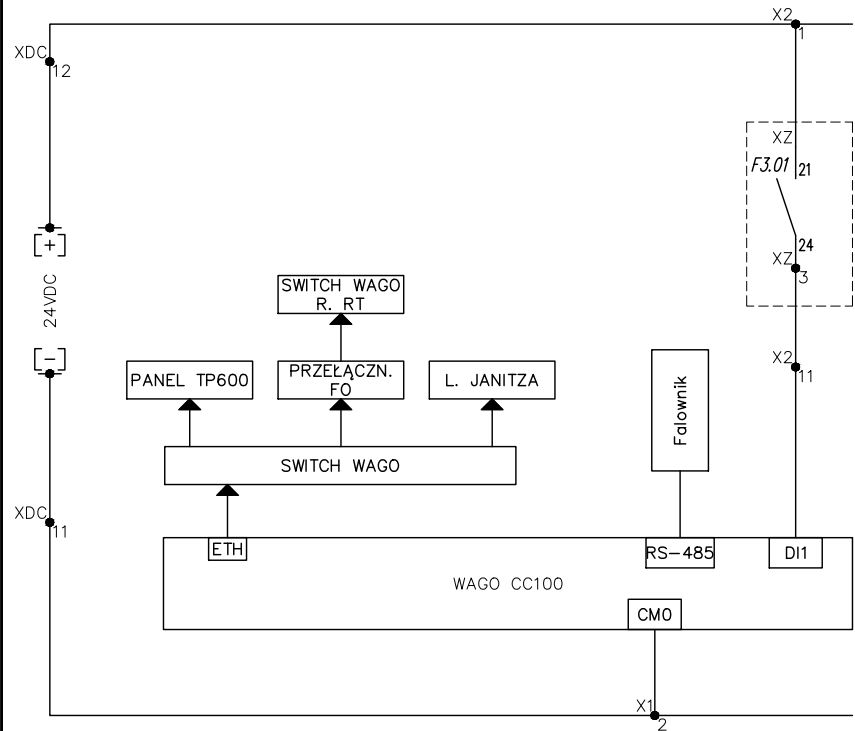 X2
1
XDC
12
XZ
F3.01
21
[+]
24
XZ
3
24VDC
SWITCH WAGO
R. RT
[-]
X2
11
PANEL TP600
PRZEŁĄCZN.
FO
L. JANITZA
Falownik
SWITCH WAGO
XDC
11
ETH
RS-485
DI1
WAGO CC100
CM0
X1
2